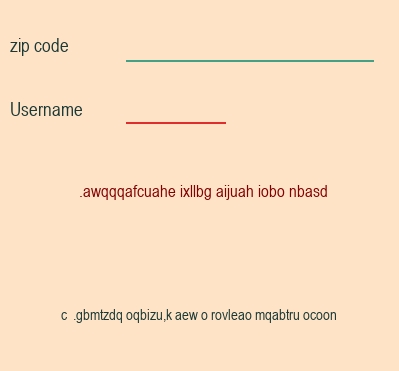 zip code
Username
.awqqqafcuahe ixllbg aijuah iobo nbasd
c .gbmtzdq oqbizu,k aew o rovleao mqabtru ocoon